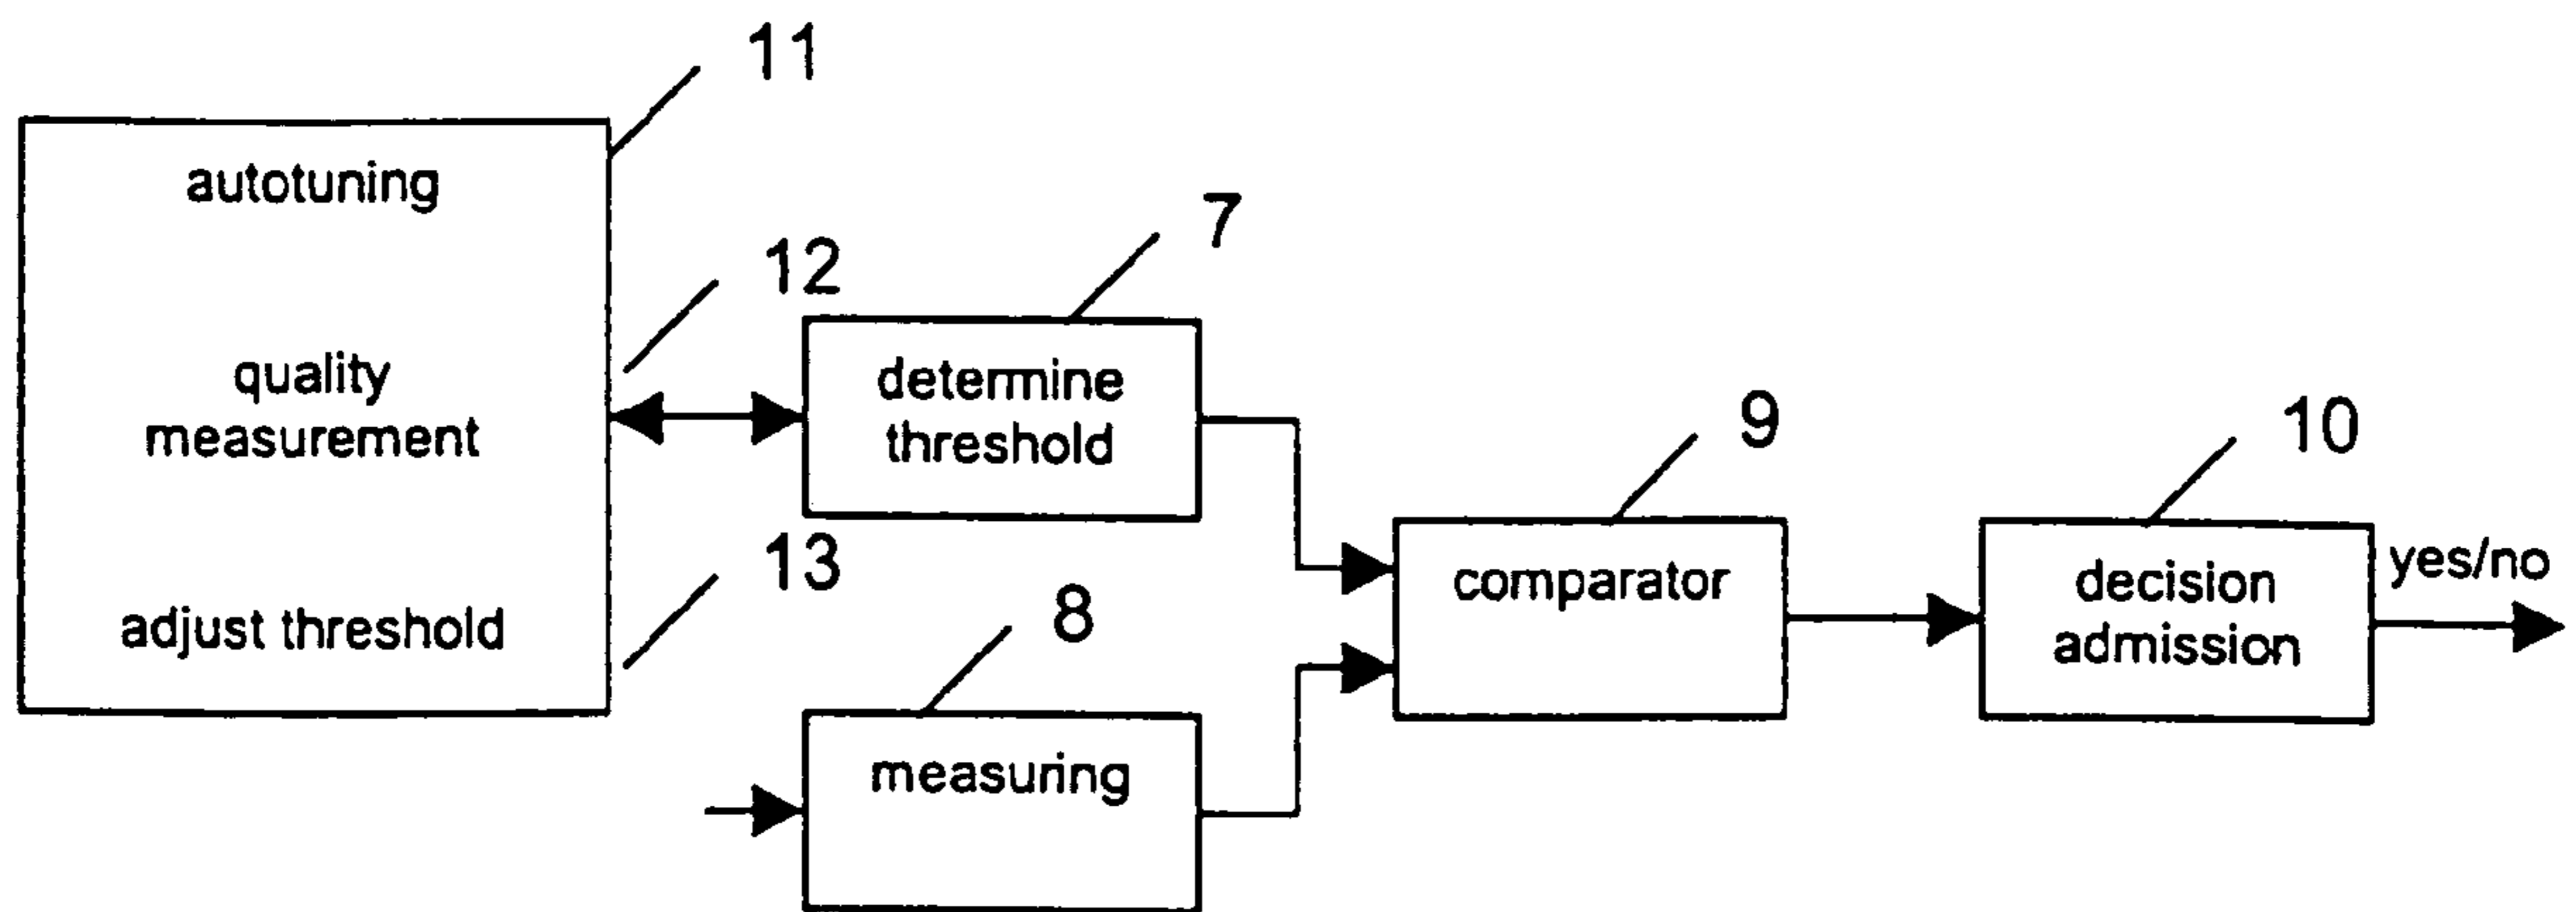 11
autotuning
7
12
quality
measurement
determine
threshold
9
10
13
adjust threshold
8
comparator
decision
admission
yes/no
measuring